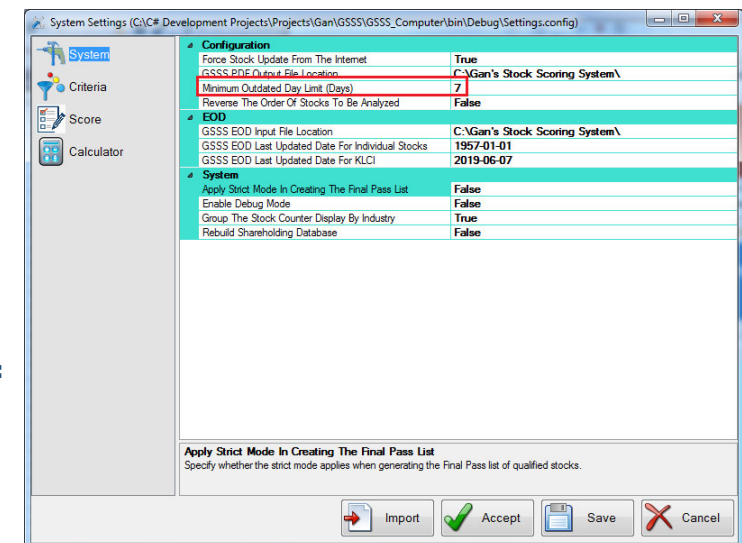 System Settings (C:\C# Development Projects\Projects\Gan\GSSS\GSSS_Computer\bin\Debug\Settings.config)
System
Criteria
Score
Calculator
Configuration
Force Stock Update From The Internet True
GSSS PDF Output File Location C:\Gan's Stock Scoring System\
Minimum Outdated Day Limit (Days) 7
Reverse The Order Of Stocks To Be Analyzed False
EOD
GSSS EOD Input File Location C:\Gan's Stock Scoring System\
GSSS EOD Last Updated Date For Individual Stocks 1957-01-01
GSSS EOD Last Updated Date For KLCI 2019-06-07
System
Apply Strict Mode In Creating The Final Pass List False
Enable Debug Mode False
Group The Stock Counter Display By Industry True
Rebuild Shareholding Database False
Apply Strict Mode In Creating The Final Pass List
Specify whether the strict mode applies when generating the Final Pass list of qualified stocks.
Import Accept Save Cancel